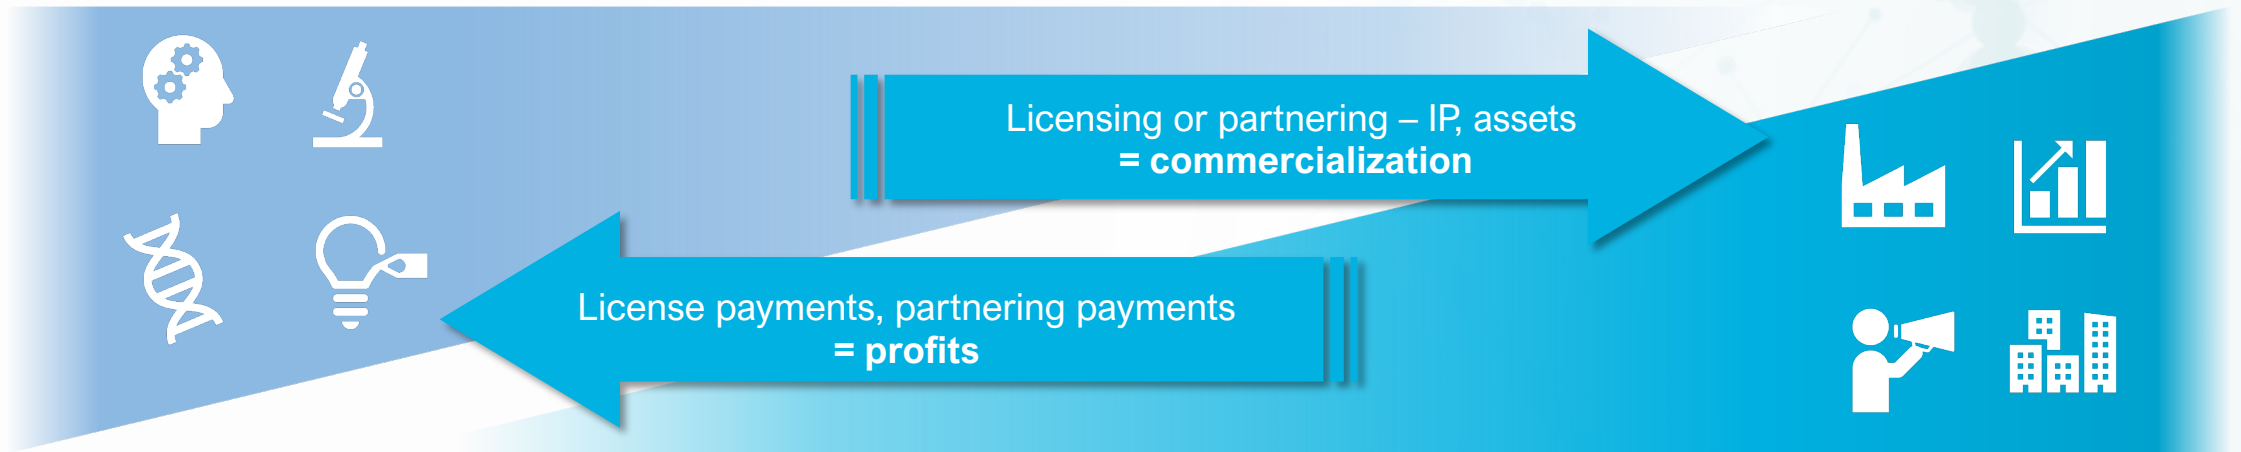 Licensing or partnering – IP, assets
= commercialization
License payments, partnering payments
= profits